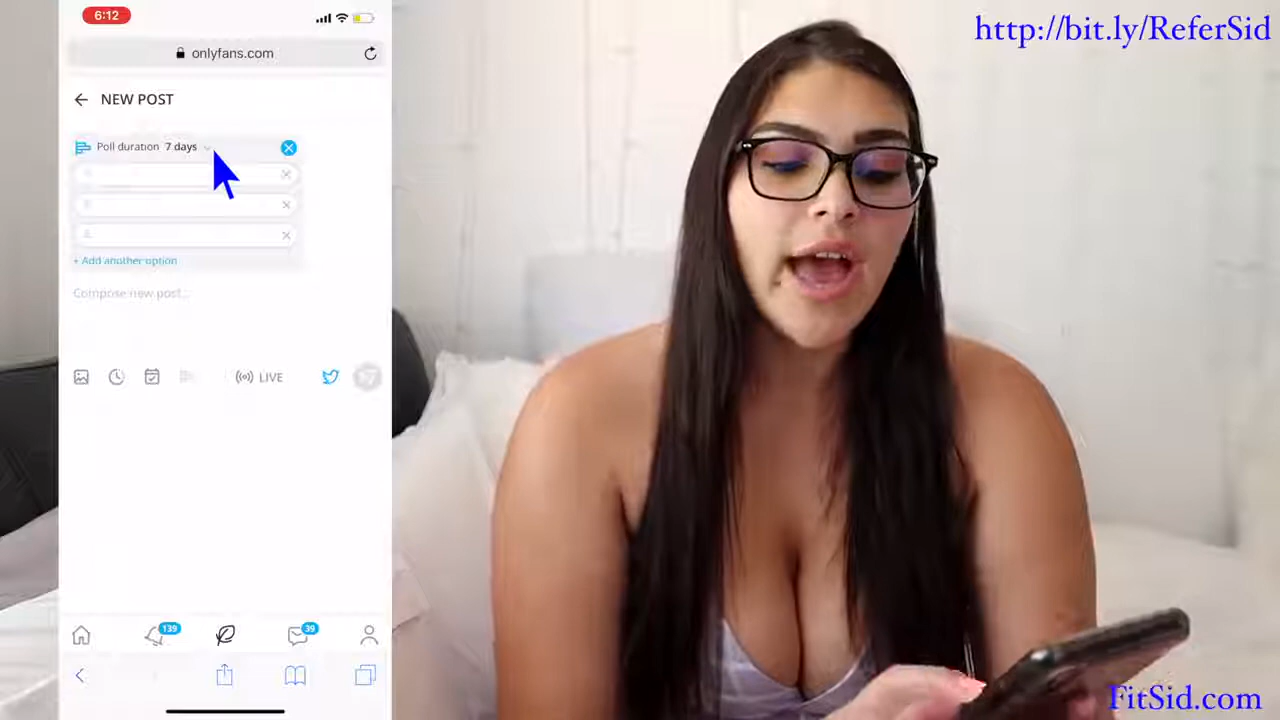 6:12
http://bit.ly/ReferSid
onlyfans.com
NEW POST
Poll duration 7 days
+ Add another option
Compose new post...
LIVE
139
39
FitSid.com